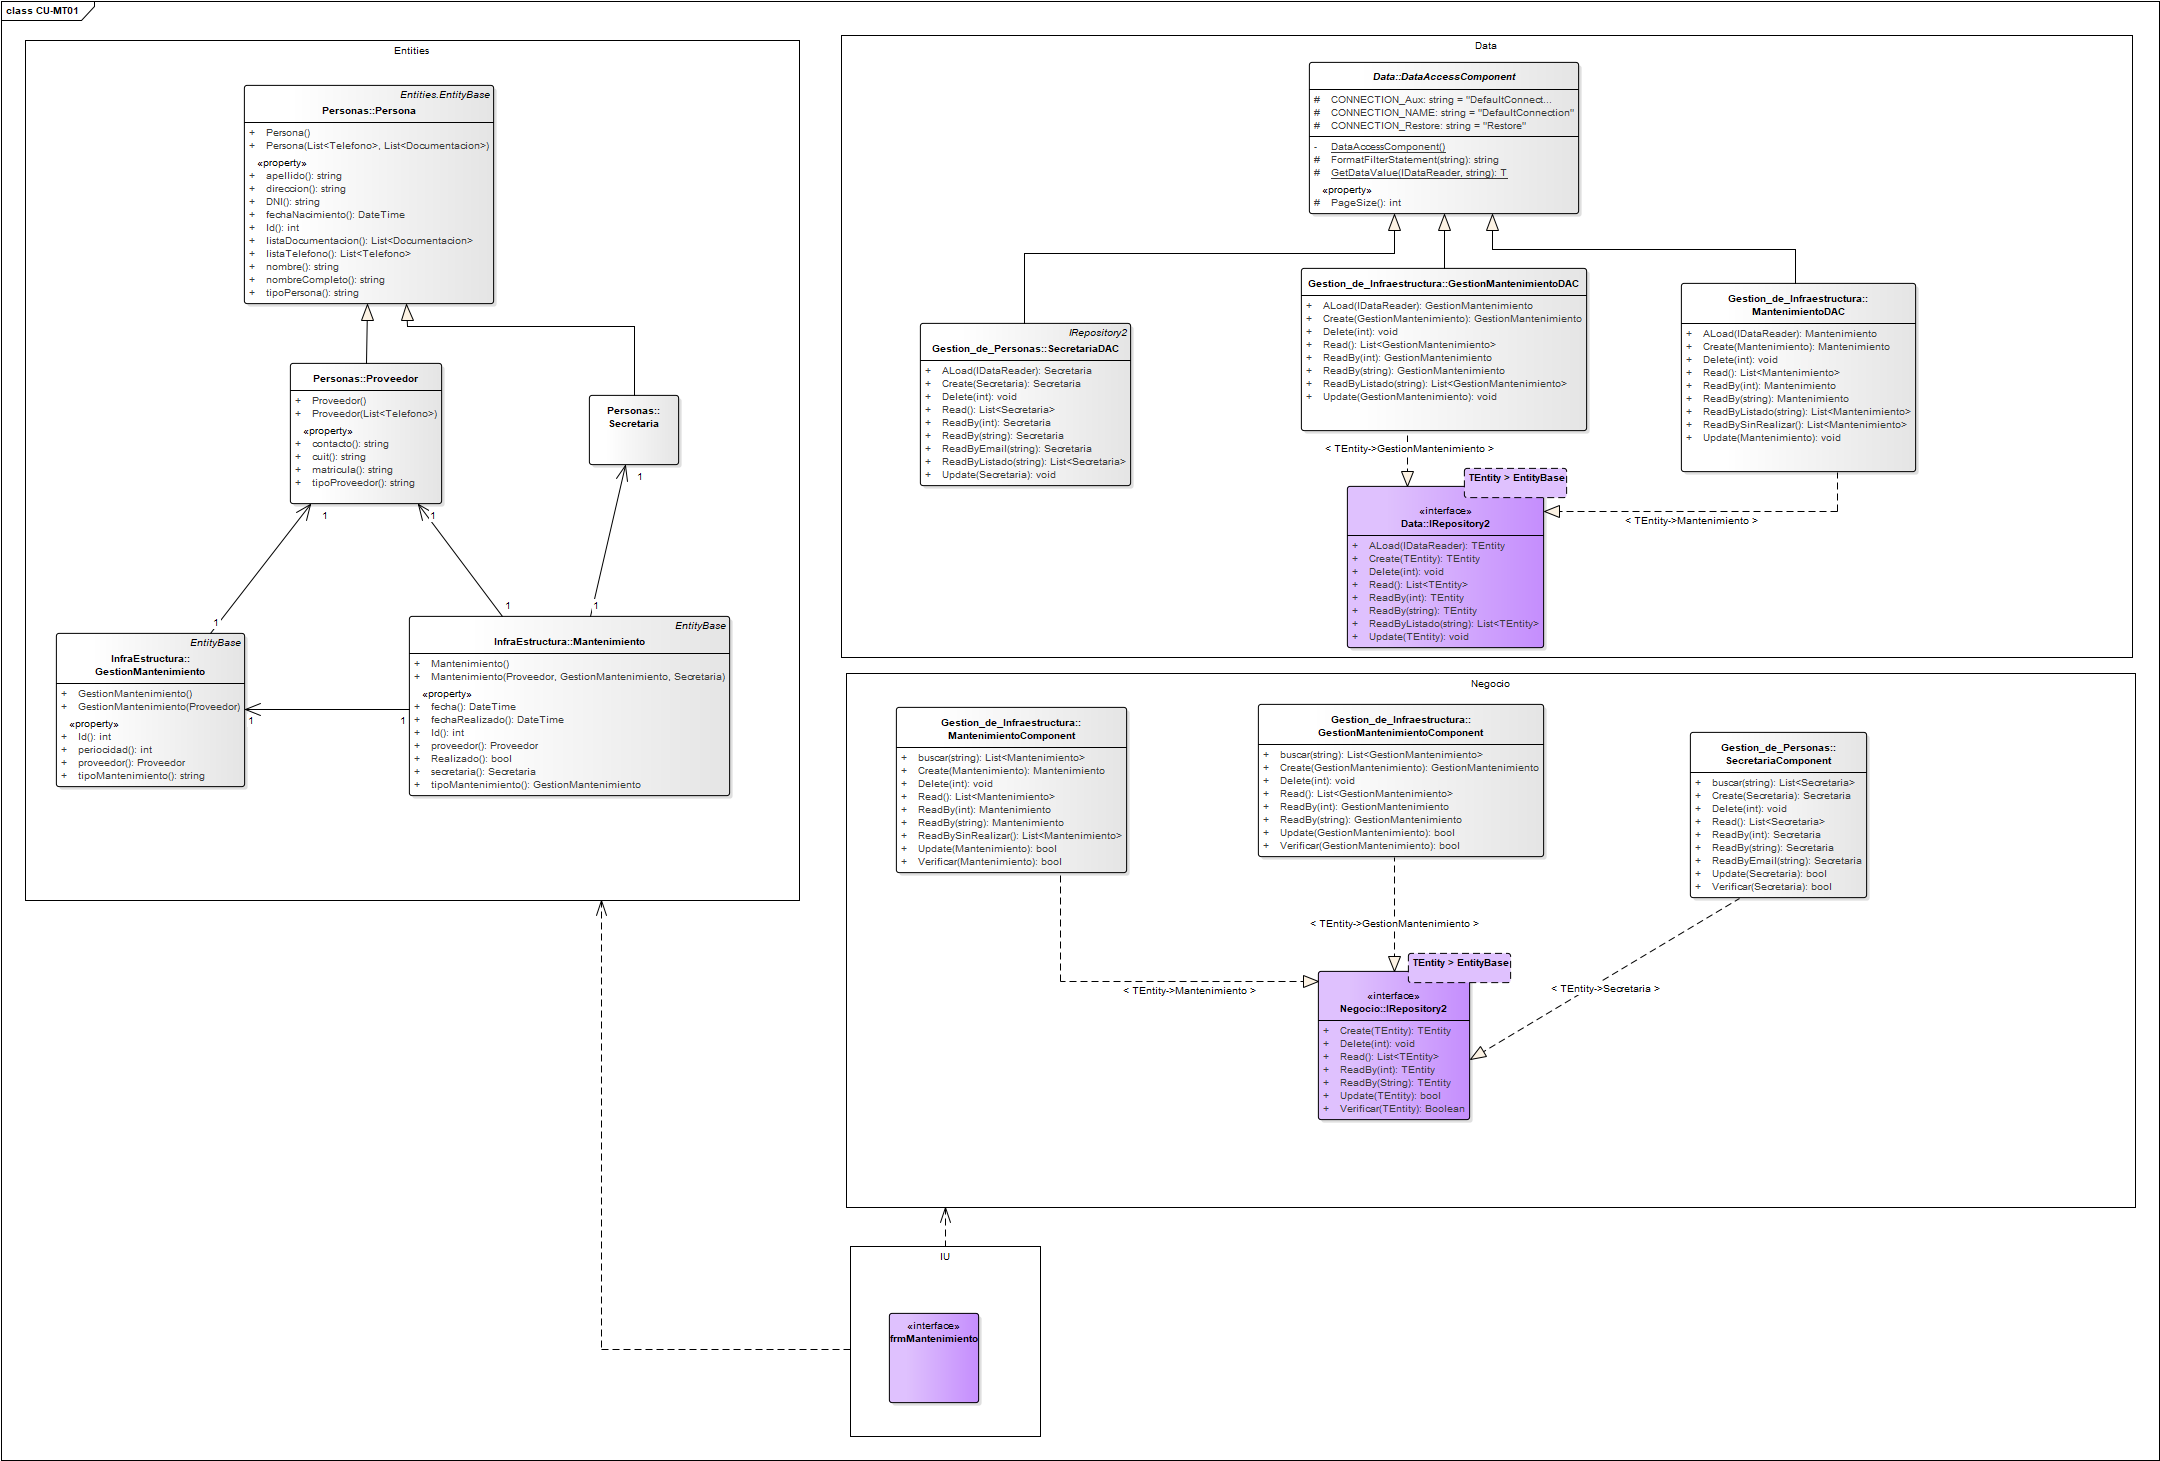 class CU-MT01
Entities
Entities.EntityBase
Personas::Persona
+ Persona()
+ Persona(List<Telefono>, List<Documentacion>)
«property»
+ apellido(): string
+ direccion(): string
+ DNI(): string
+ fechaNacimiento(): DateTime
+ Id(): int
+ listaDocumentacion(): List<Documentacion>
+ listaTelefono(): List<Telefono>
+ nombre(): string
+ nombreCompleto(): string
+ tipoPersona(): string
Personas::Proveedor
+ Proveedor()
+ Proveedor(List<Telefono>)
«property»
+ contacto(): string
+ cuit(): string
+ matricula(): string
+ tipoProveedor(): string
Personas::
Secretaria
1
1
1
1
1
1
EntityBase
InfraEstructura::
GestionMantenimiento
+ GestionMantenimiento()
+ GestionMantenimiento(Proveedor)
«property»
+ Id(): int
+ periocidad(): int
+ proveedor(): Proveedor
+ tipoMantenimiento(): string
1
1
EntityBase
InfraEstructura::Mantenimiento
+ Mantenimiento()
+ Mantenimiento(Proveedor, GestionMantenimiento, Secretaria)
«property»
+ fecha(): DateTime
+ fechaRealizado(): DateTime
+ Id(): int
+ proveedor(): Proveedor
+ Realizado(): bool
+ secretaria(): Secretaria
+ tipoMantenimiento(): GestionMantenimiento
Data
Data::DataAccessComponent
# CONNECTION_Aux: string = "DefaultConnect...
# CONNECTION_NAME: string = "DefaultConnection"
# CONNECTION_Restore: string = "Restore"
- DataAccessComponent()
# FormatFilterStatement(string): string
# GetDataValue(IDataReader, string): T
«property»
# PageSize(): int
IRepository2
Gestion_de_Personas::SecretariaDAC
+ ALoad(IDataReader): Secretaria
+ Create(Secretaria): Secretaria
+ Delete(int): void
+ Read(): List<Secretaria>
+ ReadBy(int): Secretaria
+ ReadBy(string): Secretaria
+ ReadByEmail(string): Secretaria
+ ReadByListado(string): List<Secretaria>
+ Update(Secretaria): void
Gestion_de_Infraestructura::GestionMantenimientoDAC
+ ALoad(IDataReader): GestionMantenimiento
+ Create(GestionMantenimiento): GestionMantenimiento
+ Delete(int): void
+ Read(): List<GestionMantenimiento>
+ ReadBy(int): GestionMantenimiento
+ ReadBy(string): GestionMantenimiento
+ ReadByListado(string): List<GestionMantenimiento>
+ Update(GestionMantenimiento): void
Gestion_de_Infraestructura::
MantenimientoDAC
+ ALoad(IDataReader): Mantenimiento
+ Create(Mantenimiento): Mantenimiento
+ Delete(int): void
+ Read(): List<Mantenimiento>
+ ReadBy(int): Mantenimiento
+ ReadBy(string): Mantenimiento
+ ReadByListado(string): List<Mantenimiento>
+ ReadBySinRealizar(): List<Mantenimiento>
+ Update(Mantenimiento): void
< TEntity->GestionMantenimiento >
TEntity > EntityBase
«interface»
Data::IRepository2
+ ALoad(IDataReader): TEntity
+ Create(TEntity): TEntity
+ Delete(int): void
+ Read(): List<TEntity>
+ ReadBy(int): TEntity
+ ReadBy(string): TEntity
+ ReadByListado(string): List<TEntity>
+ Update(TEntity): void
< TEntity->Mantenimiento >
Negocio
Gestion_de_Infraestructura::
MantenimientoComponent
+ buscar(string): List<Mantenimiento>
+ Create(Mantenimiento): Mantenimiento
+ Delete(int): void
+ Read(): List<Mantenimiento>
+ ReadBy(int): Mantenimiento
+ ReadBy(string): Mantenimiento
+ ReadBySinRealizar(): List<Mantenimiento>
+ Update(Mantenimiento): bool
+ Verificar(Mantenimiento): bool
Gestion_de_Infraestructura::
GestionMantenimientoComponent
+ buscar(string): List<GestionMantenimiento>
+ Create(GestionMantenimiento): GestionMantenimiento
+ Delete(int): void
+ Read(): List<GestionMantenimiento>
+ ReadBy(int): GestionMantenimiento
+ ReadBy(string): GestionMantenimiento
+ Update(GestionMantenimiento): bool
+ Verificar(GestionMantenimiento): bool
Gestion_de_Personas::
SecretariaComponent
+ buscar(string): List<Secretaria>
+ Create(Secretaria): Secretaria
+ Delete(int): void
+ Read(): List<Secretaria>
+ ReadBy(int): Secretaria
+ ReadBy(string): Secretaria
+ ReadByEmail(string): Secretaria
+ Update(Secretaria): bool
+ Verificar(Secretaria): bool
< TEntity->GestionMantenimiento >
< TEntity->Mantenimiento >
< TEntity->Secretaria >
TEntity > EntityBase
«interface»
Negocio::IRepository2
+ Create(TEntity): TEntity
+ Delete(int): void
+ Read(): List<TEntity>
+ ReadBy(int): TEntity
+ ReadBy(String): TEntity
+ Update(TEntity): bool
+ Verificar(TEntity): Boolean
IU
«interface»
frmMantenimiento